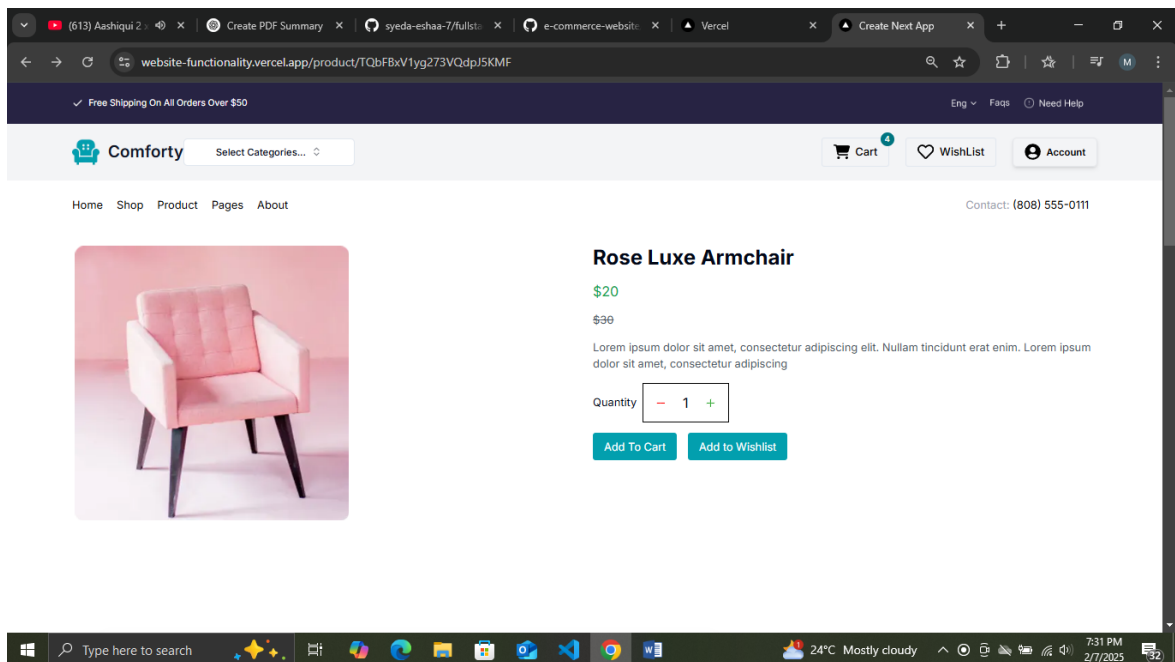 (613) Aashiqui 2
Create PDF Summary
syeda-eshaa-7/fullsta
e-commerce-website
Vercel
Create Next App
website-functionality.vercel.app/product/TQbFBxV1yg273VQdpJ5KMF
M
Free Shipping On All Orders Over $50
Eng
Faqs
Need Help
Comforty
Select Categories...
Cart
4
WishList
Account
Home Shop Product Pages About
Contact: (808) 555-0111
Rose Luxe Armchair
$20
$30
Lorem ipsum dolor sit amet, consectetur adipiscing elit. Nullam tincidunt erat enim. Lorem ipsum
dolor sit amet, consectetur adipiscing
Quantity − 1 +
Add To Cart
Add to Wishlist
Type here to search
24°C Mostly cloudy
7:31 PM
2/7/2025
32